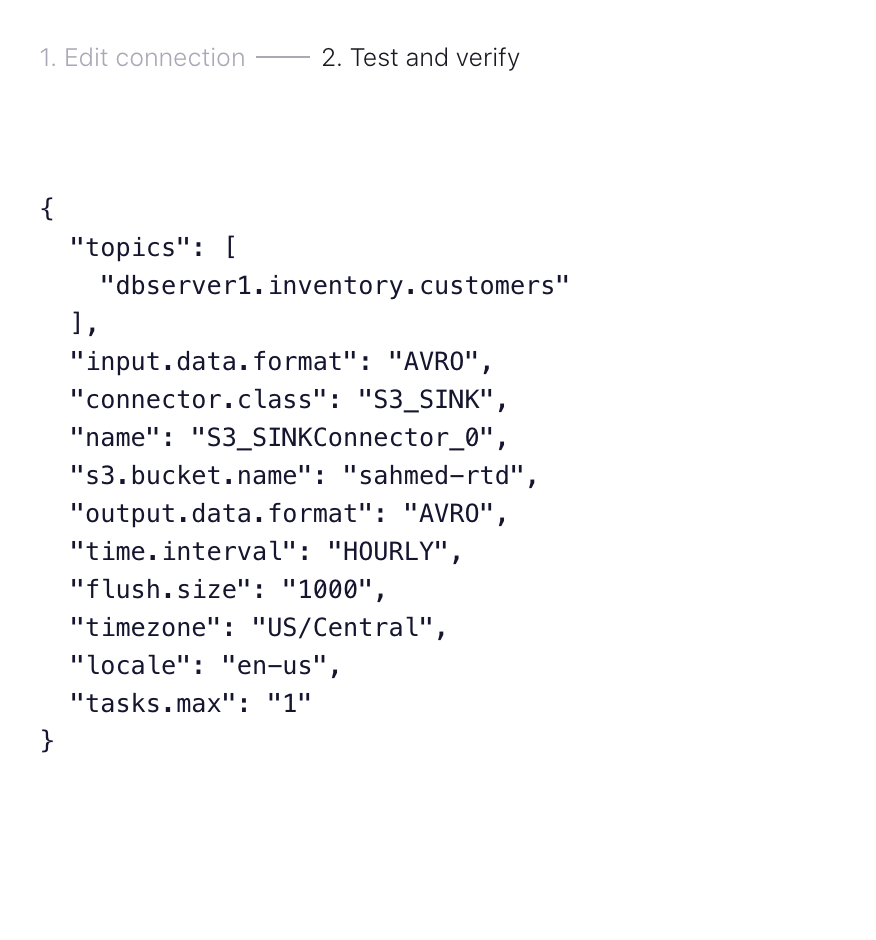 1. Edit connection 2. Test and verify
{
  "topics": [
    "dbserver1.inventory.customers"
  ],
  "input.data.format": "AVRO",
  "connector.class": "S3_SINK",
  "name": "S3_SINKConnector_0",
  "s3.bucket.name": "sahmed-rtd",
  "output.data.format": "AVRO",
  "time.interval": "HOURLY",
  "flush.size": "1000",
  "timezone": "US/Central",
  "locale": "en-us",
  "tasks.max": "1"
}